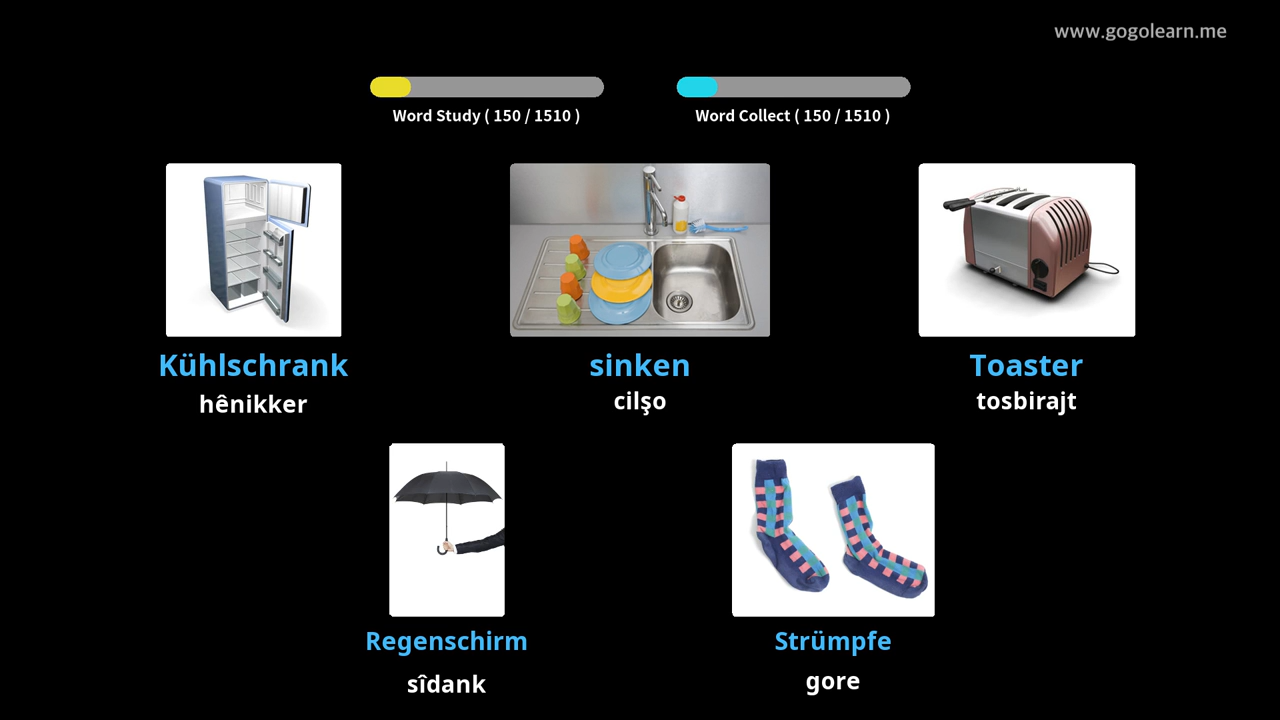 www.gogolearn.me
Word Study ( 150 / 1510 )
Word Collect ( 150 / 1510 )
Kühlschrank
hênikker
sinken
cilşo
Toaster
tosbirajt
Regenschirm
sîdank
Strümpfe
gore